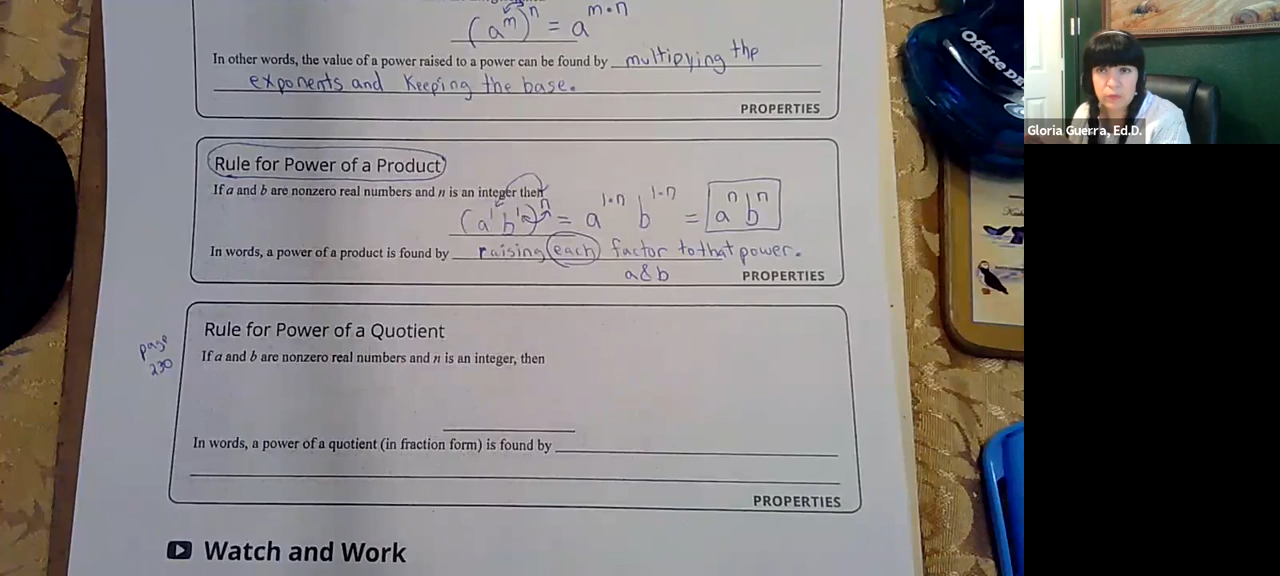 (aᵐ)ⁿ = a^m·n
In other words, the value of a power raised to a power can be found by multiplying the
exponents and keeping the base.
PROPERTIES
Rule for Power of a Product
If a and b are nonzero real numbers and n is an integer then
(a¹b¹)ⁿ = a^1·n b^1·n = aⁿbⁿ
In words, a power of a product is found by raising each factor to that power.
a & b
PROPERTIES
page
230
Rule for Power of a Quotient
If a and b are nonzero real numbers and n is an integer, then
In words, a power of a quotient (in fraction form) is found by
PROPERTIES
Watch and Work
Office
Gloria Guerra, Ed.D.